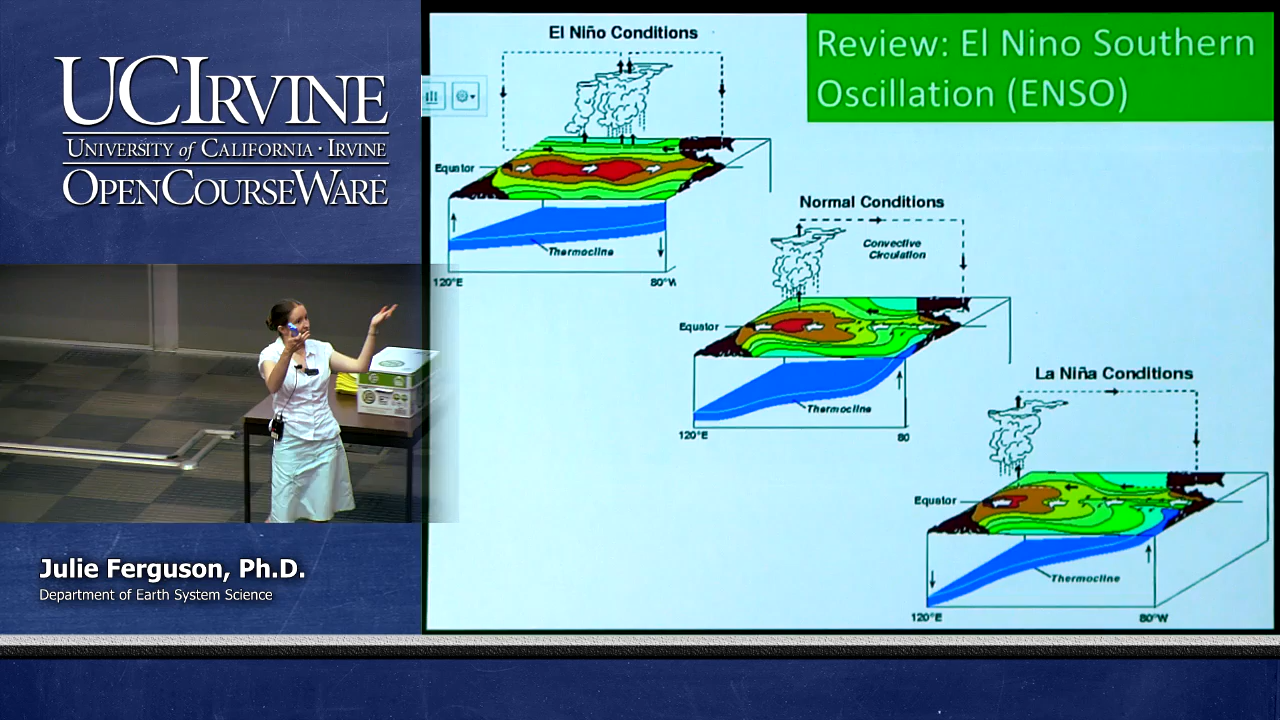 UCIRVINE
UNIVERSITY of CALIFORNIA · IRVINE
OPENCOURSEWARE
Julie Ferguson, Ph.D.
Department of Earth System Science
Review: El Nino Southern
Oscillation (ENSO)
El Niño Conditions
Equator
Thermocline
120°E
80°W
Normal Conditions
Convective
Circulation
Equator
Thermocline
120°E
80
La Niña Conditions
Equator
Thermocline
120°E
80°W